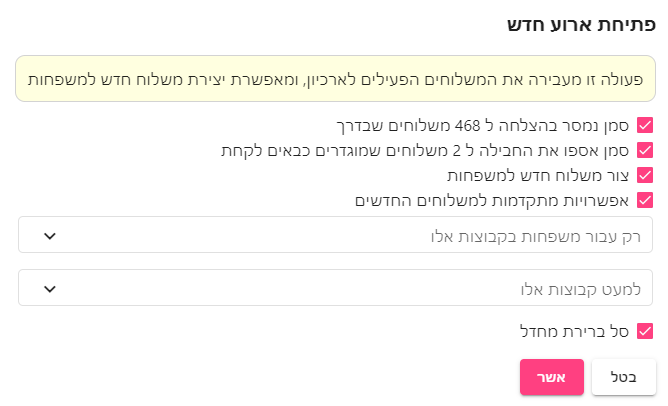 פתיחת ארוע חדש
פעולה זו מעבירה את המשלוחים הפעילים לארכיון, ומאפשרת יצירת משלוח חדש למשפחות
סמן נמסר בהצלחה ל 468 משלוחים שבדרך
סמן אספו את החבילה ל 2 משלוחים שמוגדרים כבאים לקחת
צור משלוח חדש למשפחות
אפשרויות מתקדמות למשלוחים החדשים
רק עבור משפחות בקבוצות אלו
למעט קבוצות אלו
סל ברירת מחדל
בטל
אשר